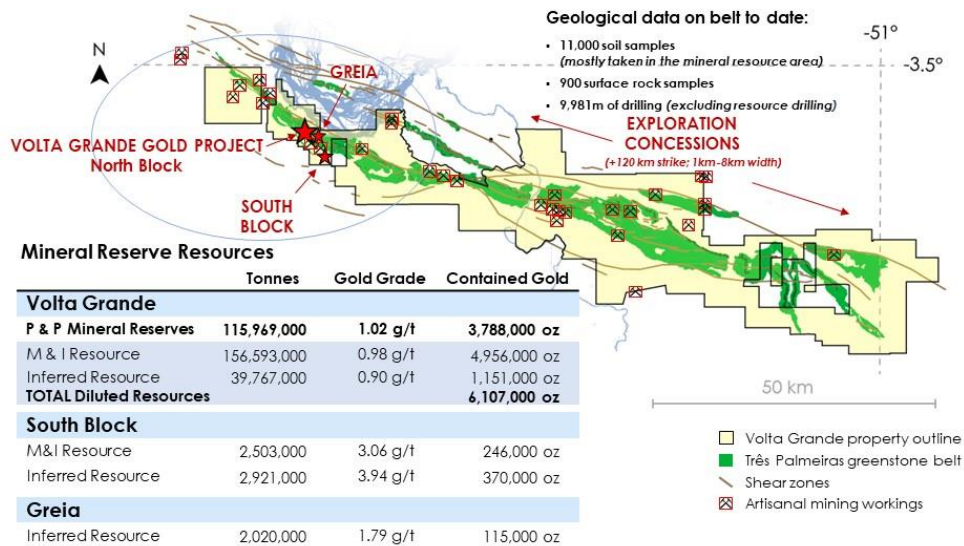 Geological data on belt to date:
• 11,000 soil samples
(mostly taken in the mineral resource area)
• 900 surface rock samples
• 9,981m of drilling (excluding resource drilling)
-51°
-3.5°
N
GREIA
VOLTA GRANDE GOLD PROJECT
North Block
SOUTH
BLOCK
EXPLORATION
CONCESSIONS
(+120 km strike; 1km-8km width)
Mineral Reserve Resources
Tonnes Gold Grade Contained Gold
Volta Grande
P & P Mineral Reserves 115,969,000 1.02 g/t 3,788,000 oz
M & I Resource 156,593,000 0.98 g/t 4,956,000 oz
Inferred Resource 39,767,000 0.90 g/t 1,151,000 oz
TOTAL Diluted Resources 6,107,000 oz
South Block
M&I Resource 2,503,000 3.06 g/t 246,000 oz
Inferred Resource 2,921,000 3.94 g/t 370,000 oz
Greia
Inferred Resource 2,020,000 1.79 g/t 115,000 oz
50 km
Volta Grande property outline
Três Palmeiras greenstone belt
Shear zones
Artisanal mining workings